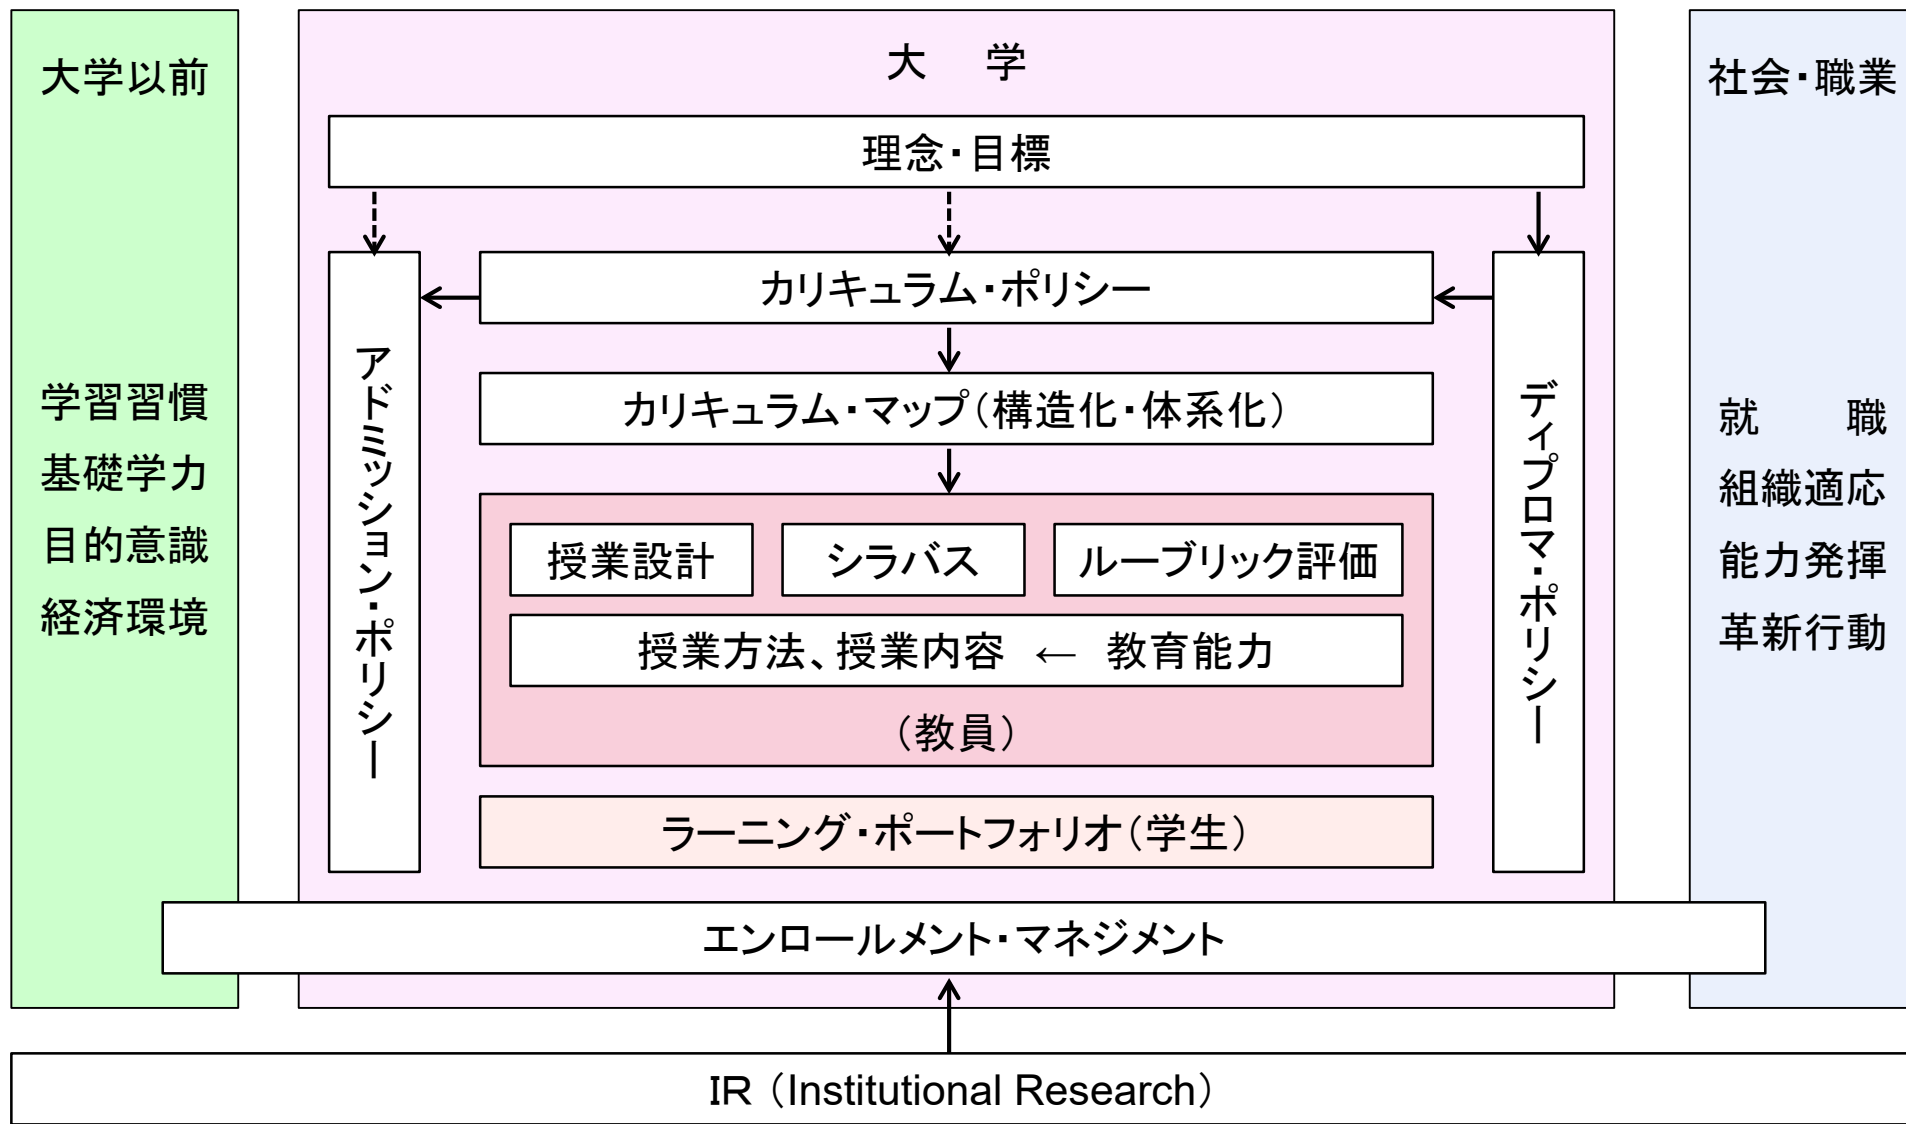 大学以前
学習習慣
基礎学力
目的意識
経済環境
大　学
理念・目標
アドミッション・ポリシー
カリキュラム・ポリシー
カリキュラム・マップ（構造化・体系化）
授業設計
シラバス
ルーブリック評価
授業方法、授業内容 ← 教育能力
（教員）
ラーニング・ポートフォリオ（学生）
ディプロマ・ポリシー
社会・職業
就　職
組織適応
能力発揮
革新行動
エンロールメント・マネジメント
IR（Institutional Research）